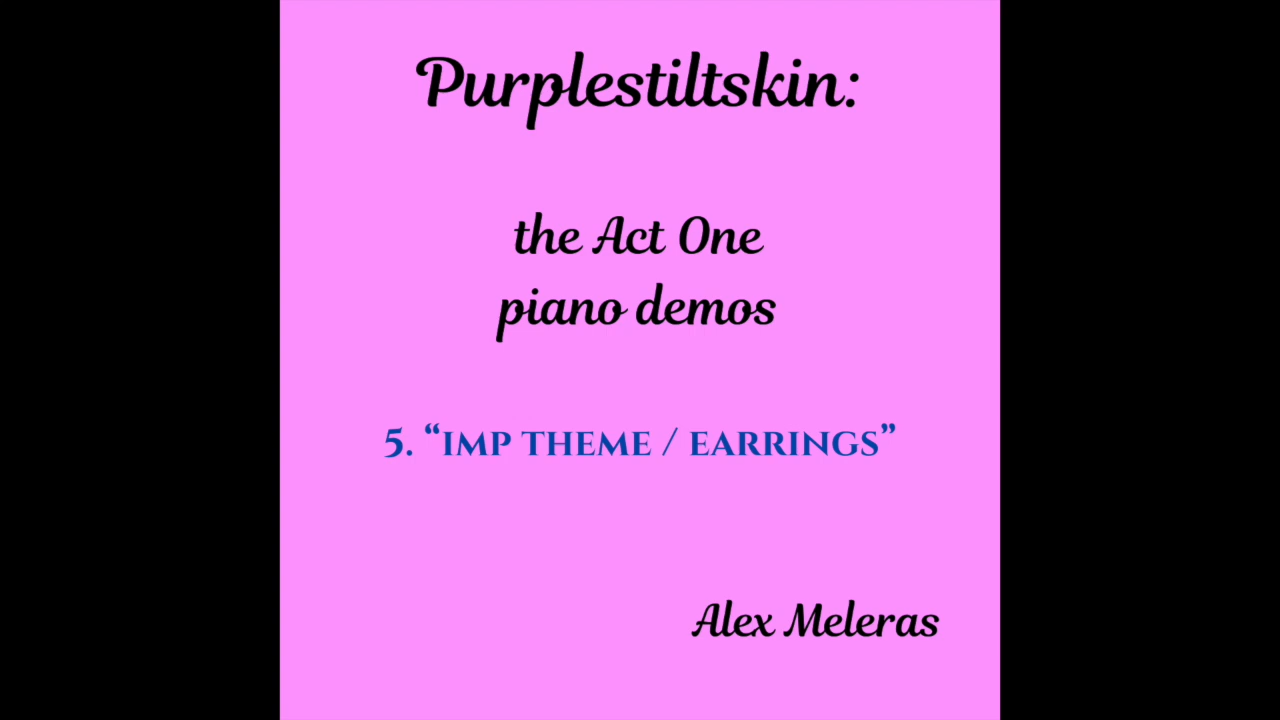 Purplestiltskin:
the Act One
piano demos
5. “IMP THEME / EARRINGS”
Alex Meleras